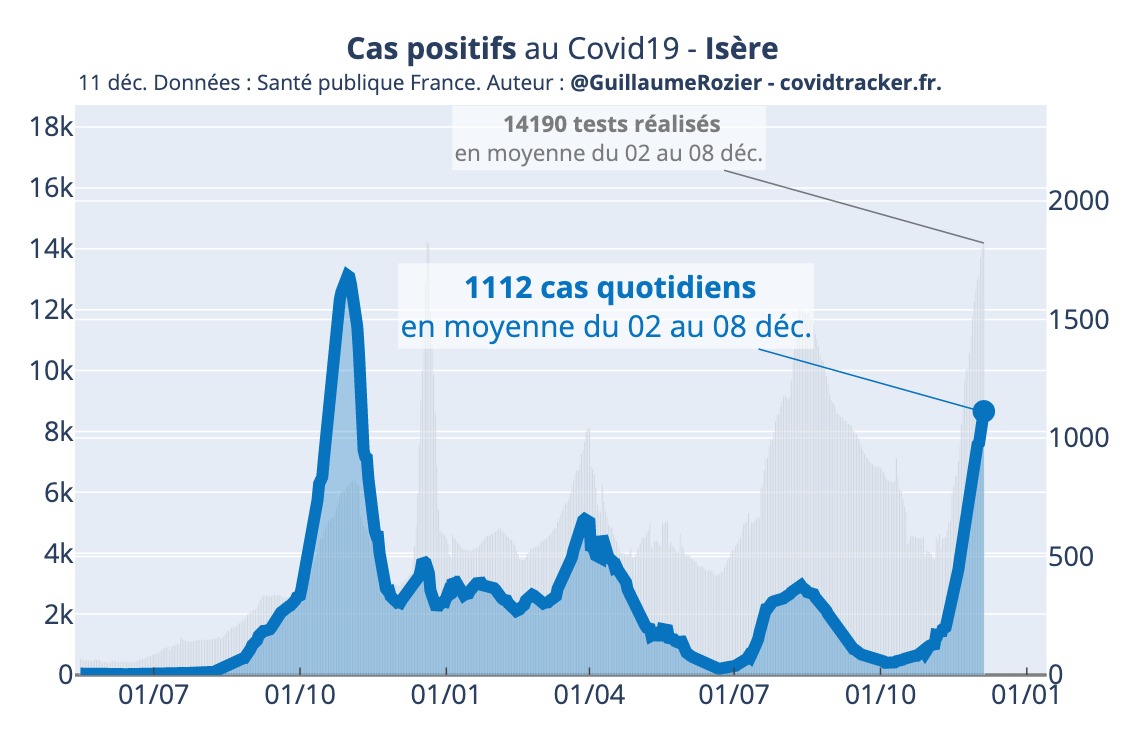 Cas positifs au Covid19 - Isère
11 déc. Données : Santé publique France. Auteur : @GuillaumeRozier - covidtracker.fr.
14190 tests réalisés
en moyenne du 02 au 08 déc.
1112 cas quotidiens
en moyenne du 02 au 08 déc.
18k
16k
14k
12k
10k
8k
6k
4k
2k
0
2000
1500
1000
500
0
01/07 01/10 01/01 01/04 01/07 01/10 01/01